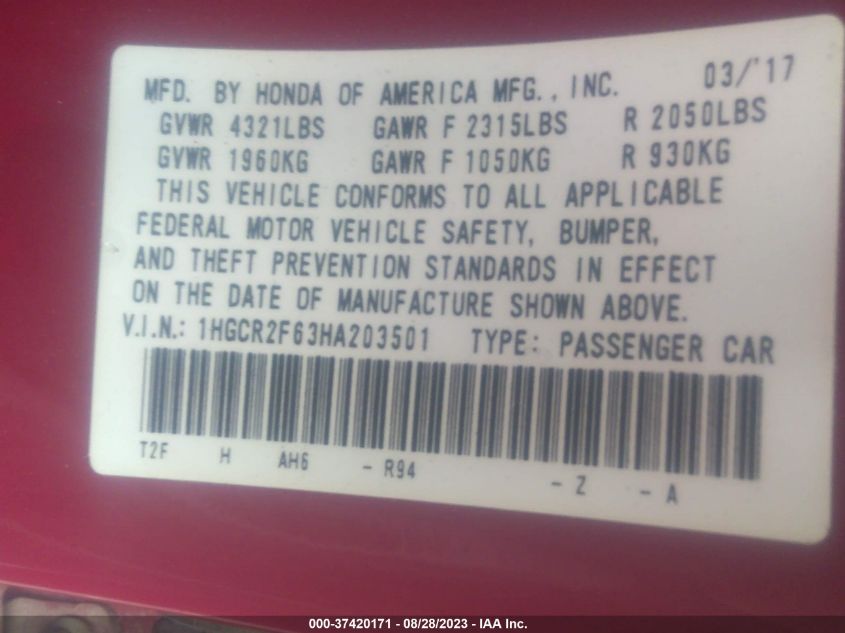 MFD. BY HONDA OF AMERICA MFG., INC. 03/'17
GVWR 4321LBS GAWR F 2315LBS R 2050LBS
GVWR 1960KG GAWR F 1050KG R 930KG
THIS VEHICLE CONFORMS TO ALL APPLICABLE
FEDERAL MOTOR VEHICLE SAFETY, BUMPER,
AND THEFT PREVENTION STANDARDS IN EFFECT
ON THE DATE OF MANUFACTURE SHOWN ABOVE.
V.I.N.: 1HGCR2F63HA203501 TYPE: PASSENGER CAR
T2F H AH6 - R94 - Z - A
000-37420171 - 08/28/2023 - IAA Inc.